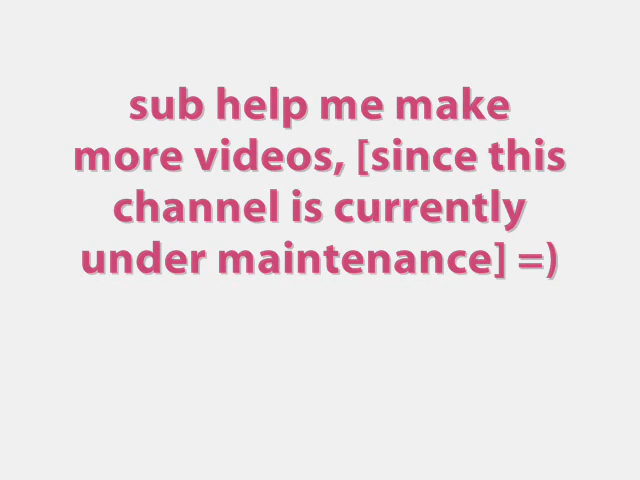 sub help me make
more videos, [since this
channel is currently
under maintenance] =)